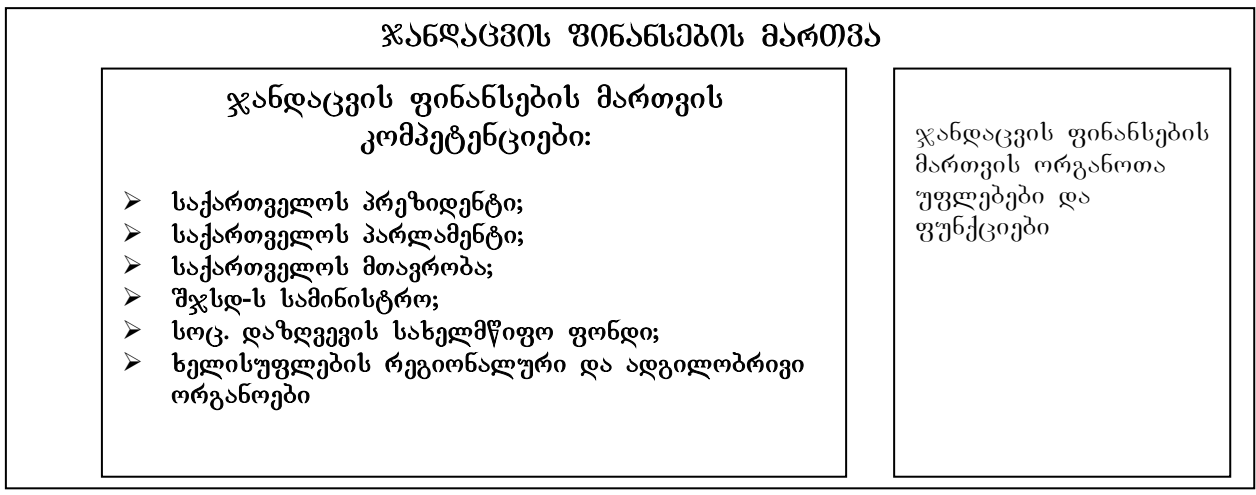 ჯანდაცვის ფინანსების მართვა
ჯანდაცვის ფინანსების მართვის
კომპეტენციები:
➢ საქართველოს პრეზიდენტი;
➢ საქართველოს პარლამენტი;
➢ საქართველოს მთავრობა;
➢ შჯსდ-ს სამინისტრო;
➢ სოც. დაზღვევის სახელმწიფო ფონდი;
➢ ხელისუფლების რეგიონალური და ადგილობრივი
ორგანოები
ჯანდაცვის ფინანსების
მართვის ორგანოთა
უფლებები და
ფუნქციები